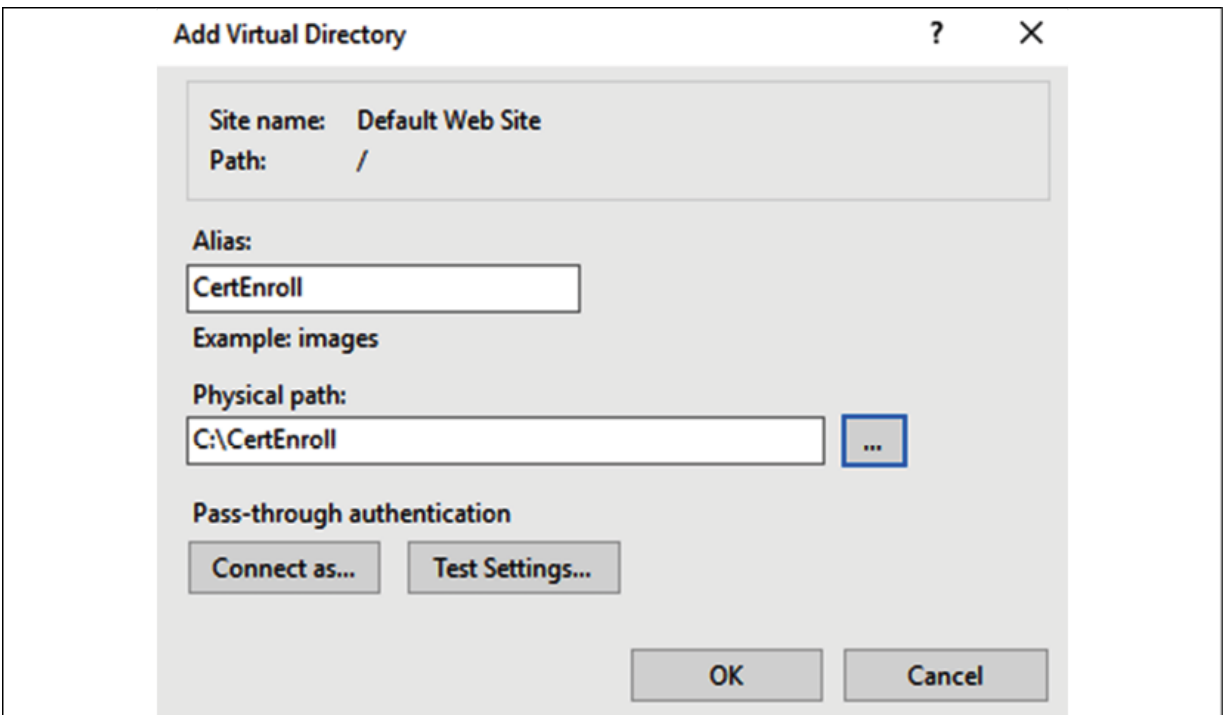 Add Virtual Directory ? ×
Site name: Default Web Site
Path: /
Alias:
CertEnroll
Example: images
Physical path:
C:\CertEnroll ...
Pass-through authentication
Connect as... Test Settings...
OK Cancel